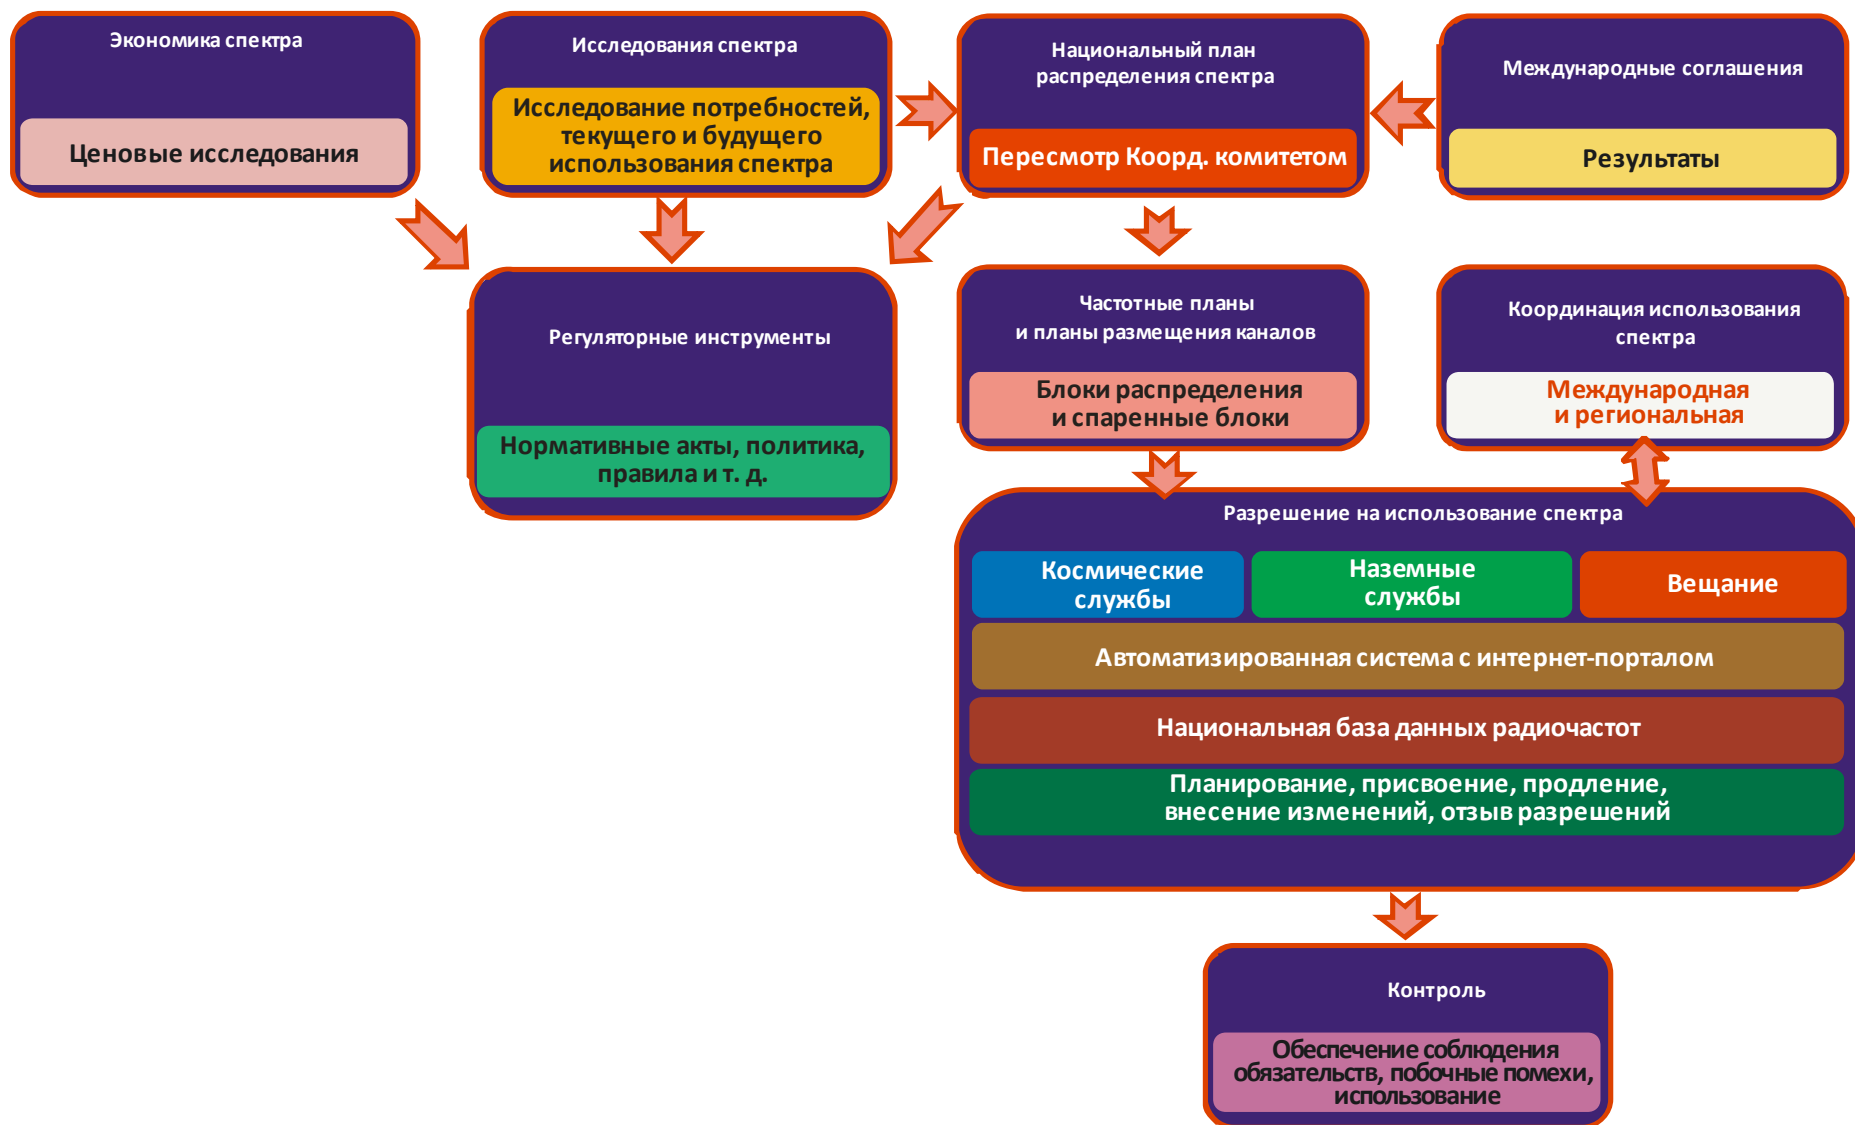 Экономика спектра
Ценовые исследования
Исследования спектра
Исследование потребностей,
текущего и будущего
использования спектра
Национальный план
распределения спектра
Пересмотр Коорд. комитетом
Международные соглашения
Результаты
Регуляторные инструменты
Нормативные акты, политика,
правила и т. д.
Частотные планы
и планы размещения каналов
Блоки распределения
и спаренные блоки
Координация использования
спектра
Международная
и региональная
Разрешение на использование спектра
Космические
службы
Наземные
службы
Вещание
Автоматизированная система с интернет-порталом
Национальная база данных радиочастот
Планирование, присвоение, продление,
внесение изменений, отзыв разрешений
Контроль
Обеспечение соблюдения
обязательств, побочные помехи,
использование